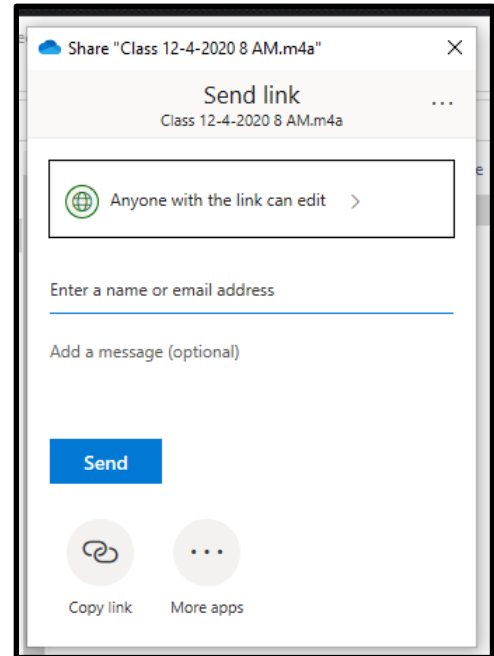 Share "Class 12-4-2020 8 AM.m4a"
Send link
Class 12-4-2020 8 AM.m4a
Anyone with the link can edit
Enter a name or email address
Add a message (optional)
Send
Copy link
More apps